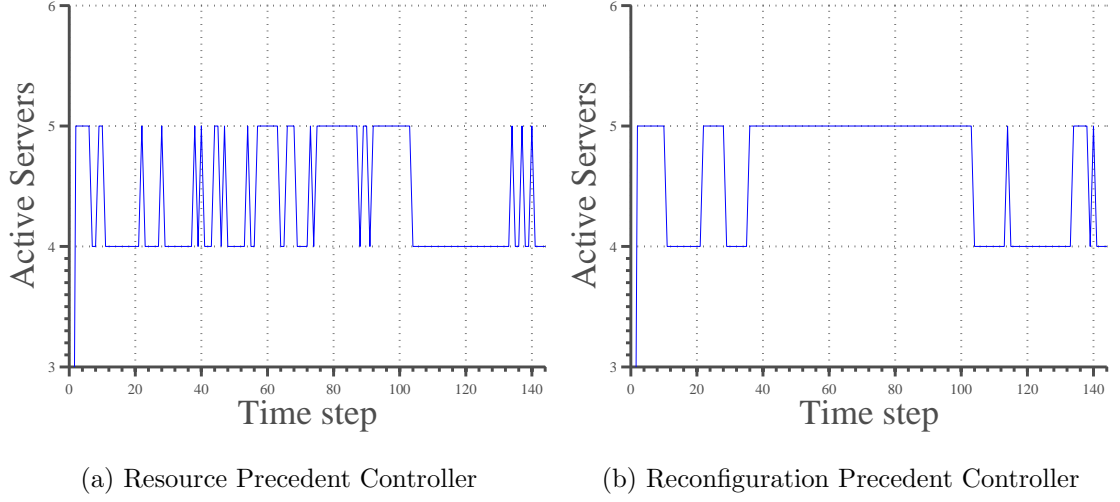 6
5
4
3
Active Servers
0 20 40 60 80 100 120 140
Time step
(a) Resource Precedent Controller
6
5
4
3
Active Servers
0 20 40 60 80 100 120 140
Time step
(b) Reconfiguration Precedent Controller